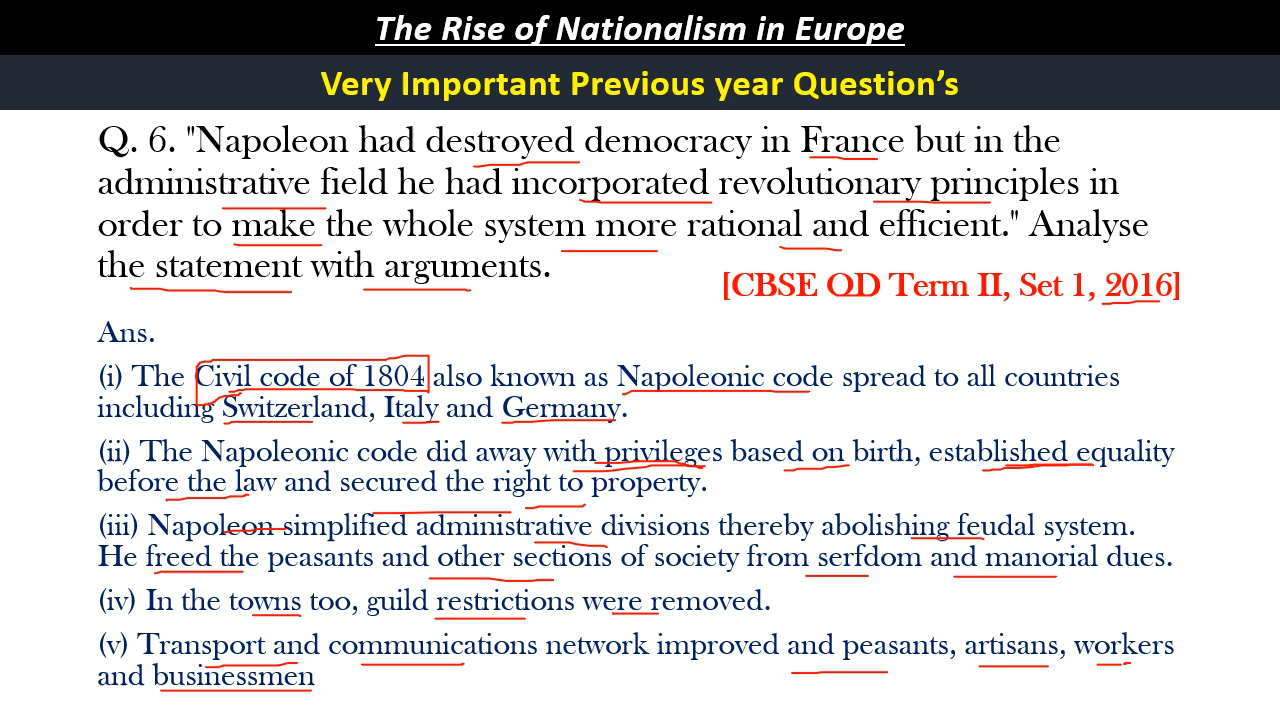 The Rise of Nationalism in Europe
Very Important Previous year Question’s
Q. 6. "Napoleon had destroyed democracy in France but in the
administrative field he had incorporated revolutionary principles in
order to make the whole system more rational and efficient." Analyse
the statement with arguments.
[CBSE OD Term II, Set 1, 2016]
Ans.
(i) The Civil code of 1804 also known as Napoleonic code spread to all countries
including Switzerland, Italy and Germany.
(ii) The Napoleonic code did away with privileges based on birth, established equality
before the law and secured the right to property.
(iii) Napoleon simplified administrative divisions thereby abolishing feudal system.
He freed the peasants and other sections of society from serfdom and manorial dues.
(iv) In the towns too, guild restrictions were removed.
(v) Transport and communications network improved and peasants, artisans, workers
and businessmen